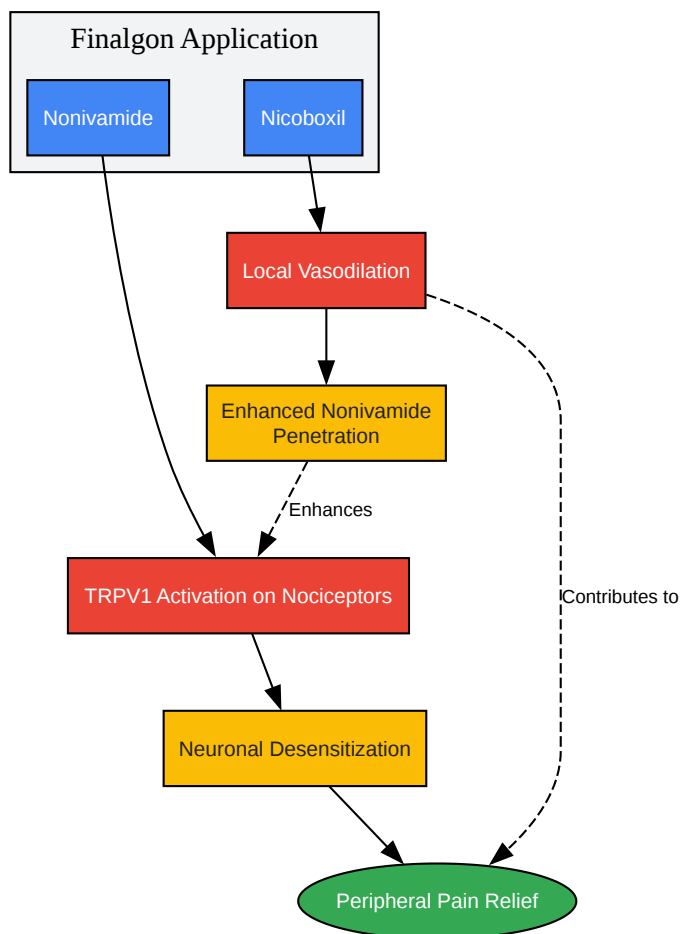 Finalgon Application
Nonivamide
Nicoboxil
Local Vasodilation
Enhanced Nonivamide
Penetration
Enhances
TRPV1 Activation on Nociceptors
Contributes to
Neuronal Desensitization
Peripheral Pain Relief